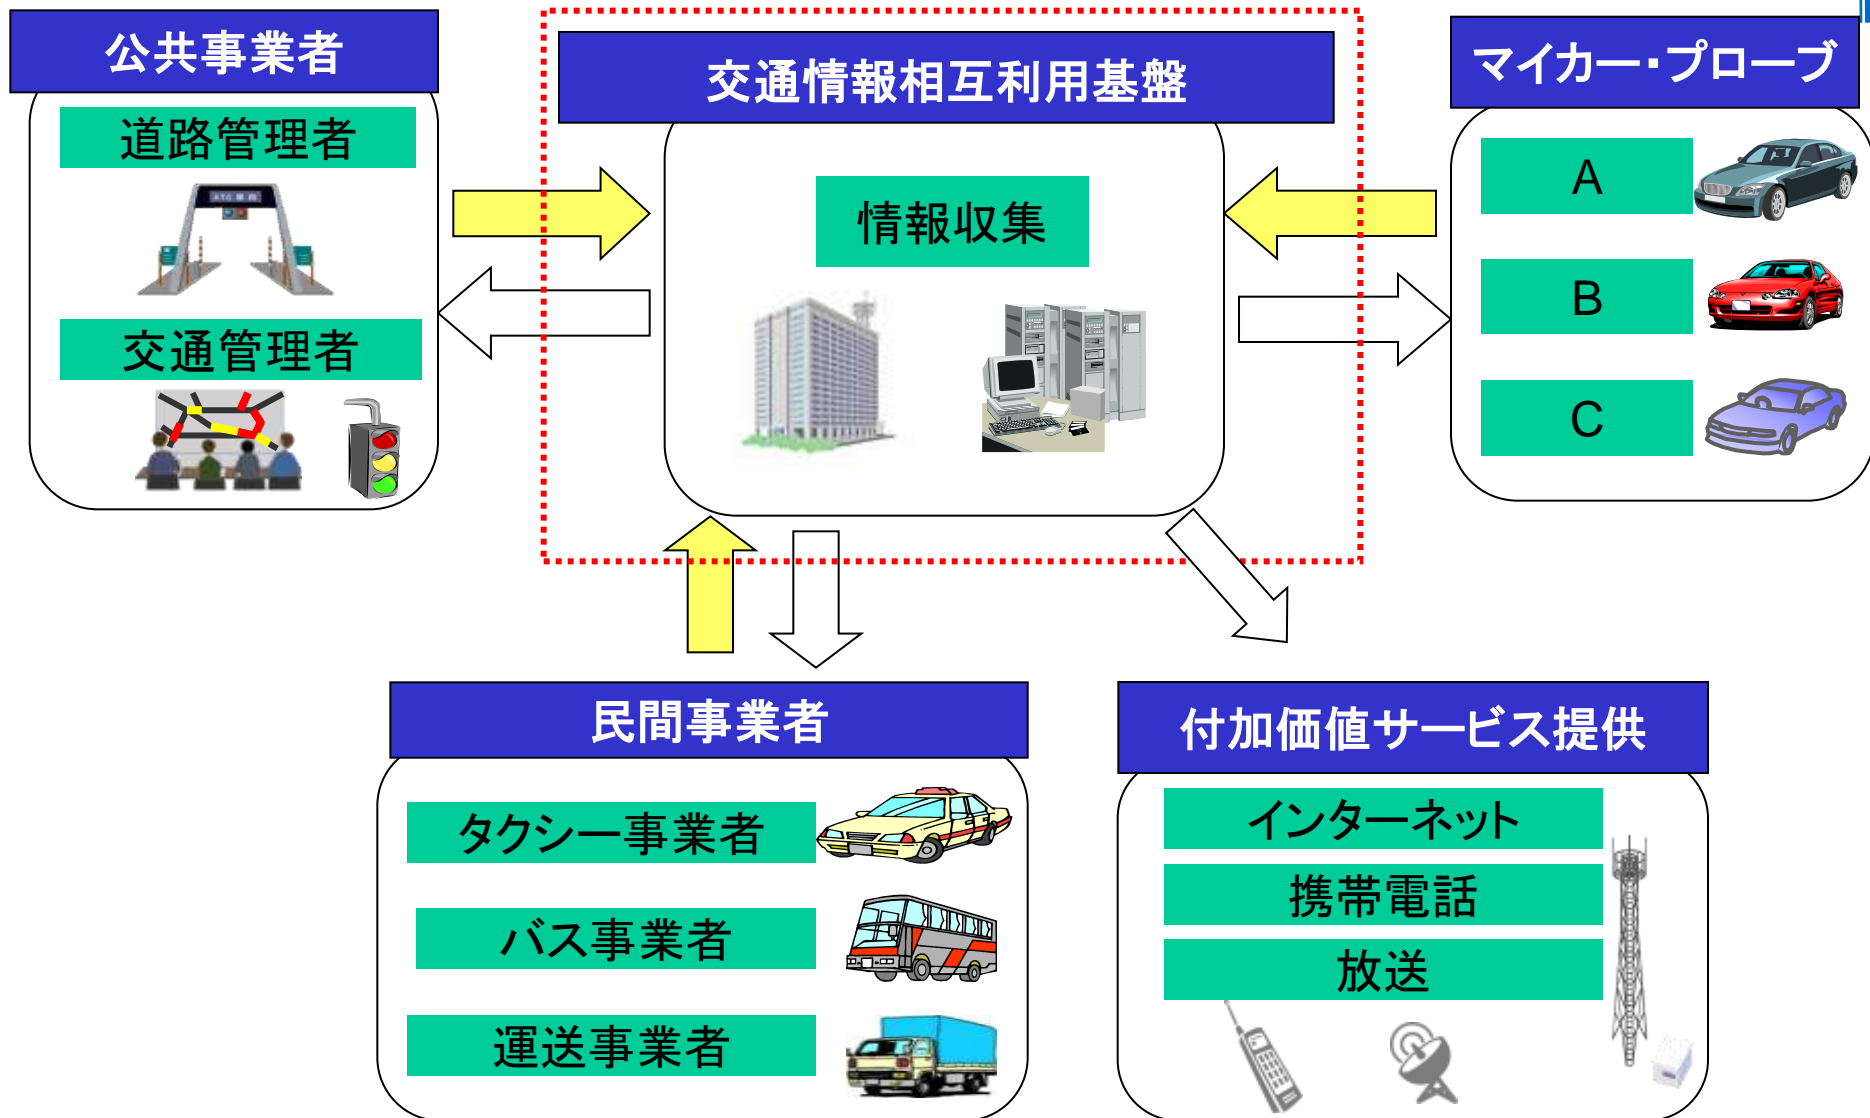 公共事業者
道路管理者
交通管理者
交通情報相互利用基盤
情報収集
マイカー・プローブ
A
B
C
民間事業者
タクシー事業者
バス事業者
運送事業者
付加価値サービス提供
インターネット
携帯電話
放送